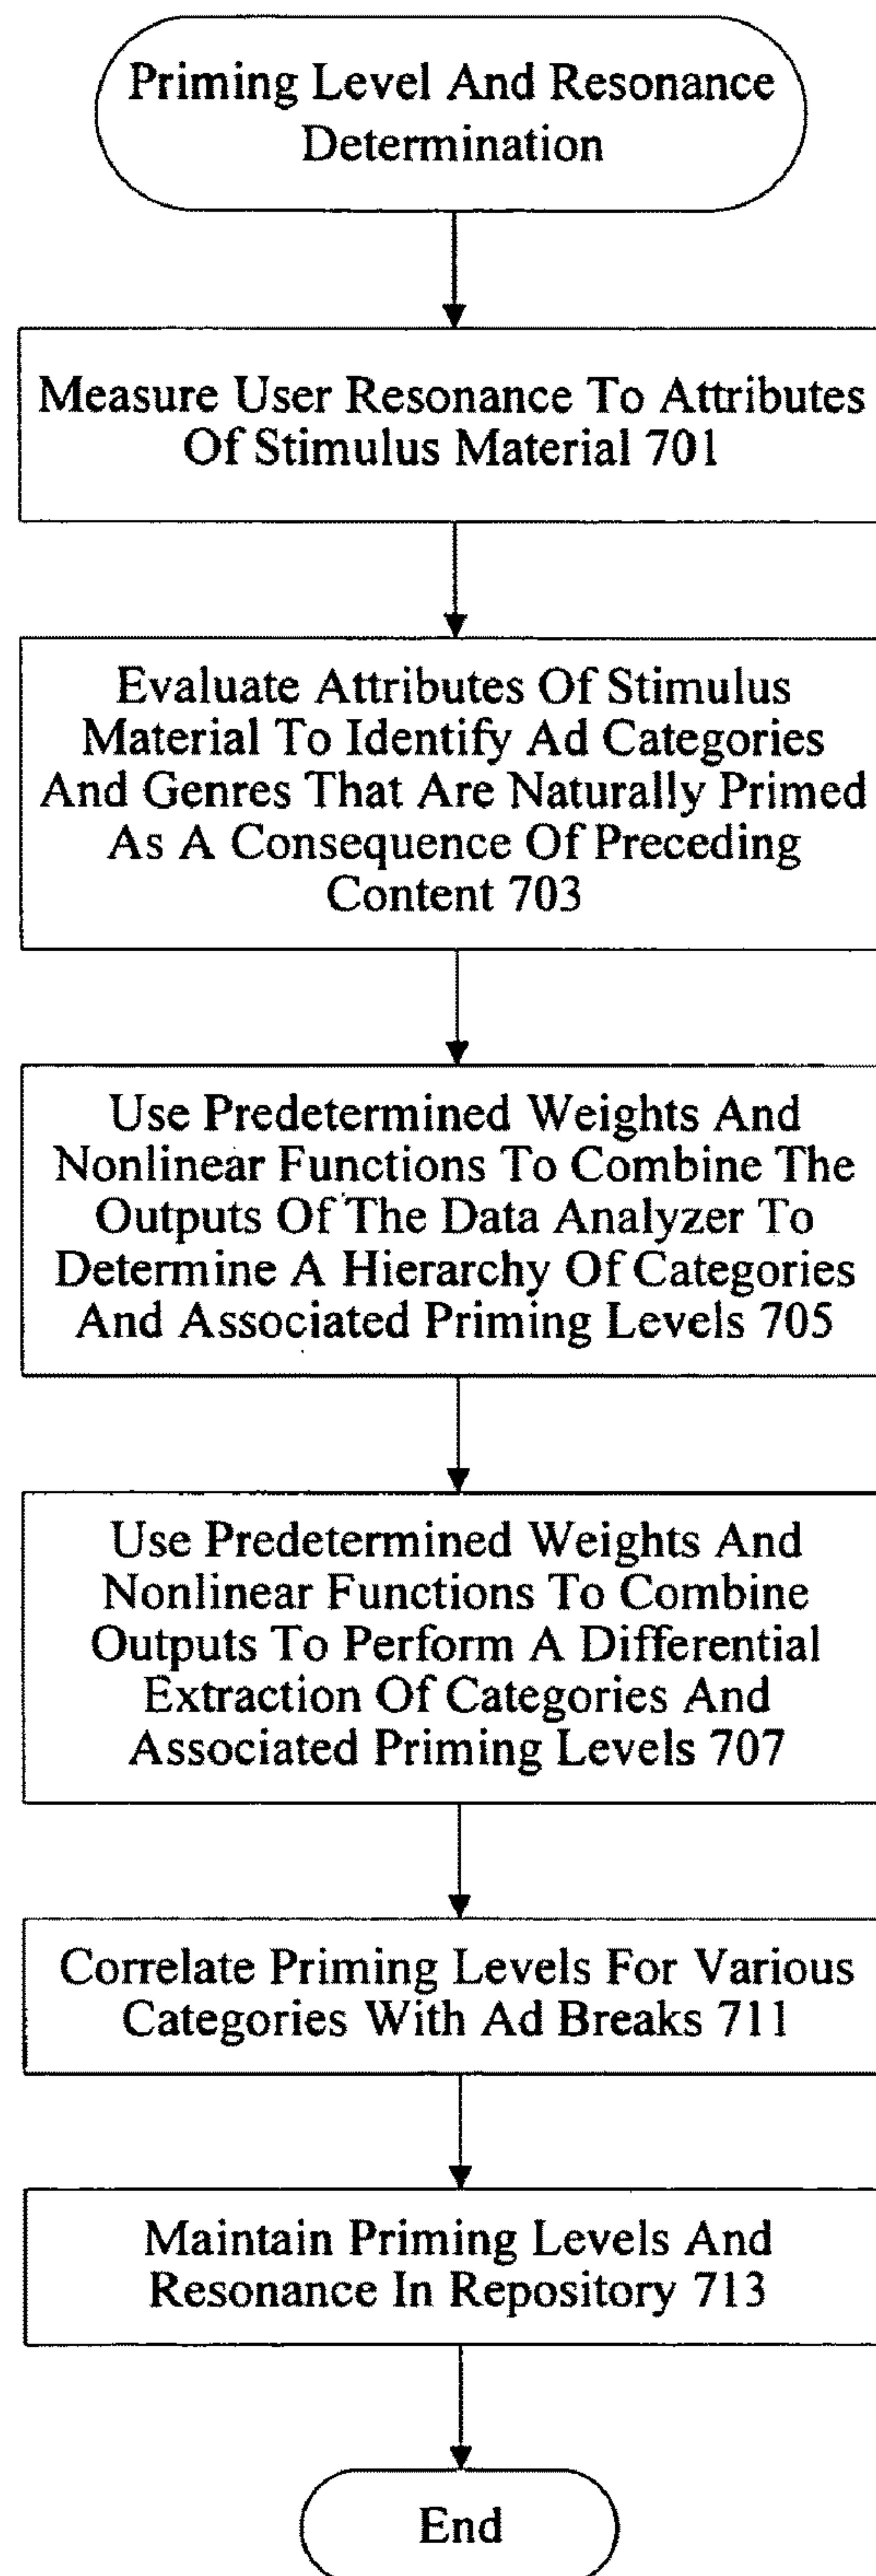 Priming Level And Resonance
Determination
Measure User Resonance To Attributes
Of Stimulus Material 701
Evaluate Attributes Of Stimulus
Material To Identify Ad Categories
And Genres That Are Naturally Primed
As A Consequence Of Preceding
Content 703
Use Predetermined Weights And
Nonlinear Functions To Combine The
Outputs Of The Data Analyzer To
Determine A Hierarchy Of Categories
And Associated Priming Levels 705
Use Predetermined Weights And
Nonlinear Functions To Combine
Outputs To Perform A Differential
Extraction Of Categories And
Associated Priming Levels 707
Correlate Priming Levels For Various
Categories With Ad Breaks 711
Maintain Priming Levels And
Resonance In Repository 713
End